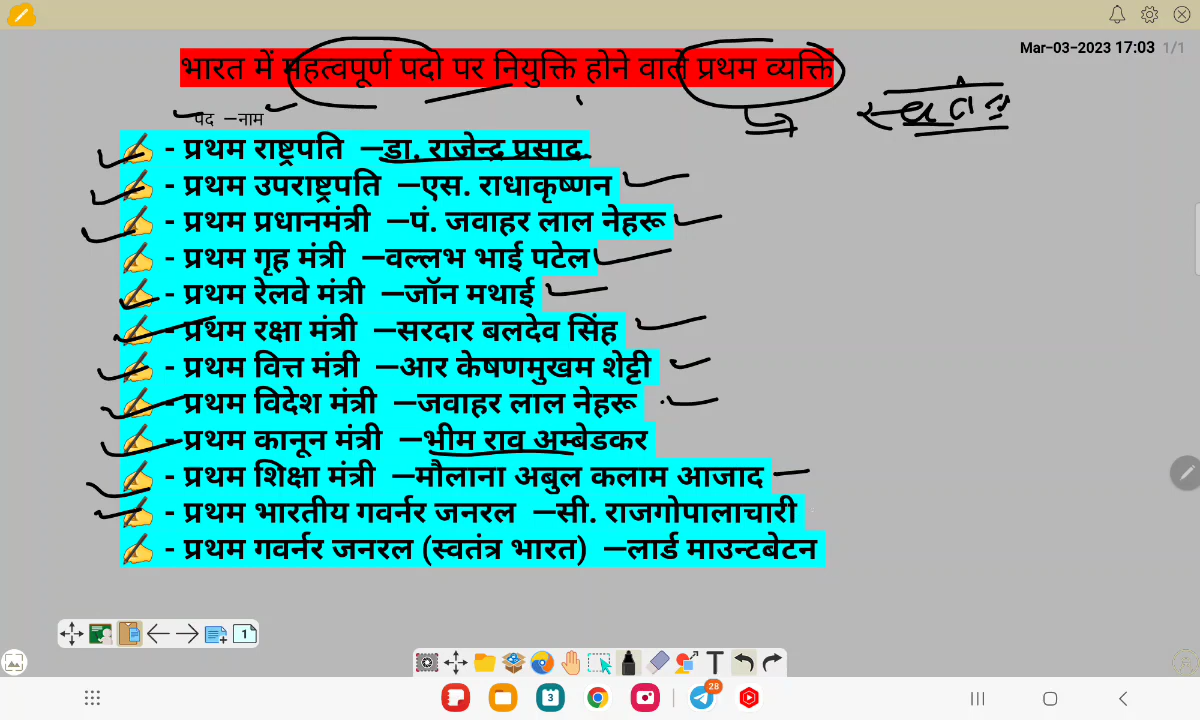 Mar-03-2023 17:03 1/1
भारत में महत्वपूर्ण पदो पर नियुक्ति होने वाले प्रथम व्यक्ति
पद –नाम
- प्रथम राष्ट्रपति –डा. राजेन्द्र प्रसाद
- प्रथम उपराष्ट्रपति –एस. राधाकृष्णन
- प्रथम प्रधानमंत्री –पं. जवाहर लाल नेहरू
- प्रथम गृह मंत्री –वल्लभ भाई पटेल
- प्रथम रेलवे मंत्री –जॉन मथाई
- प्रथम रक्षा मंत्री –सरदार बलदेव सिंह
- प्रथम वित्त मंत्री –आर केषणमुखम शेट्टी
- प्रथम विदेश मंत्री –जवाहर लाल नेहरू
- प्रथम कानून मंत्री –भीम राव अम्बेडकर
- प्रथम शिक्षा मंत्री –मौलाना अबुल कलाम आजाद
- प्रथम भारतीय गवर्नर जनरल –सी. राजगोपालाचारी
- प्रथम गवर्नर जनरल (स्वतंत्र भारत) –लार्ड माउन्टबेटन
1
T
3
28